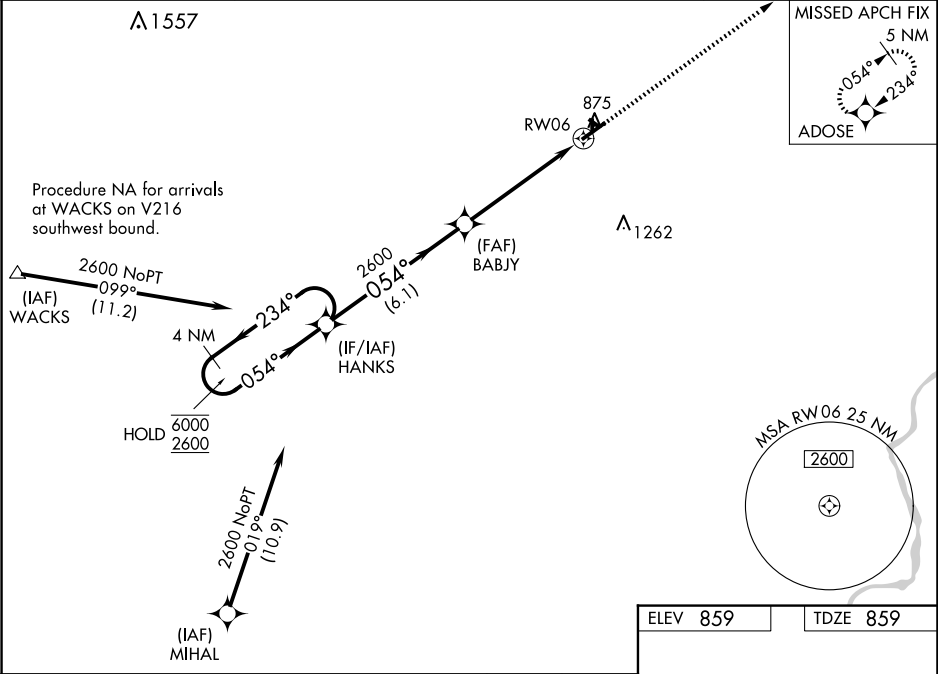 1557
MISSED APCH FIX
5 NM
054°
234°
ADOSE
875
RW06
Procedure NA for arrivals
at WACKS on V216
southwest bound.
1262
(FAF)
BABJY
2600 NoPT
099°
(11.2)
(IAF)
WACKS
2600
054°
(6.1)
234°
4 NM
054°
(IF/IAF)
HANKS
HOLD
6000
2600
MSA RW06 25 NM
2600
2600 NoPT
019°
(10.9)
(IAF)
MIHAL
ELEV 859
TDZE 859